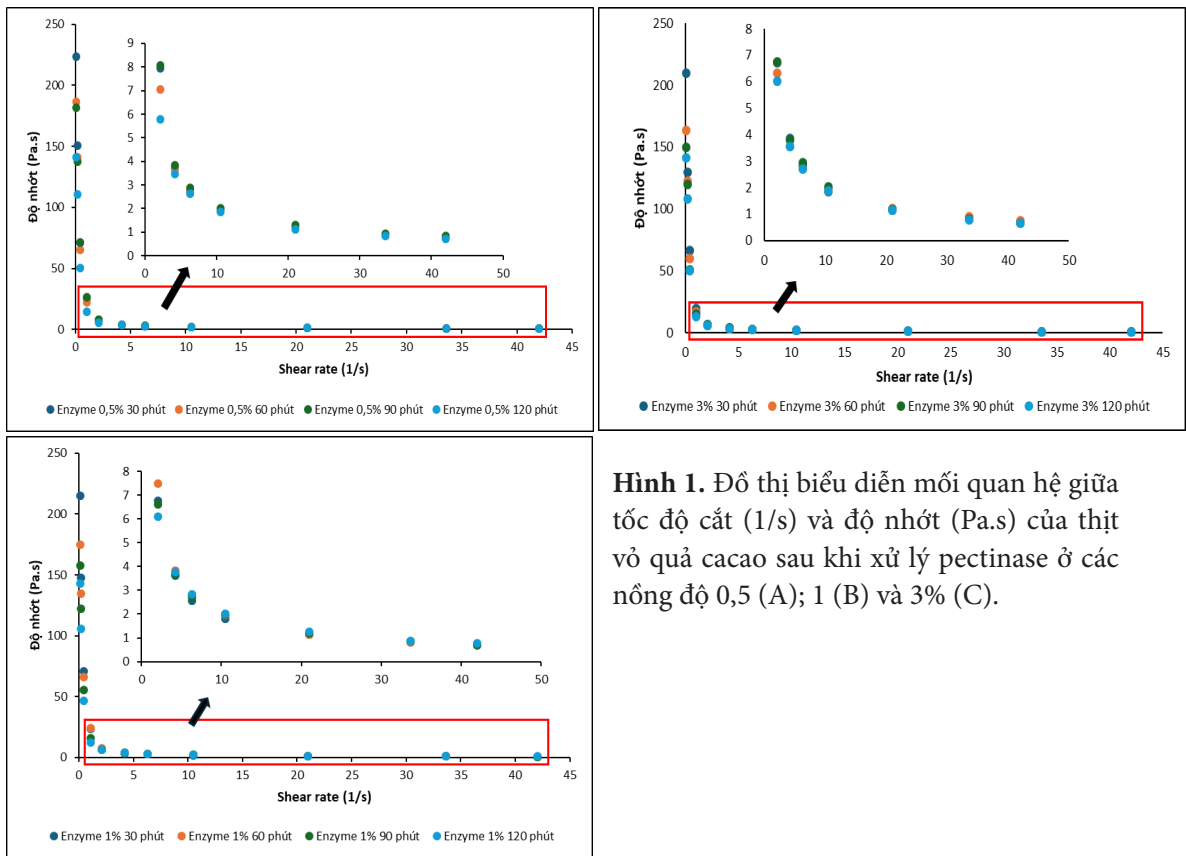 250
200
150
100
50
0
Độ nhớt (Pa.s)
0 5 10 15 20 25 30 35 40 45
Shear rate (1/s)
9
8
7
6
5
4
3
2
1
0
0 10 20 30 40 50
Enzyme 0,5% 30 phút Enzyme 0,5% 60 phút Enzyme 0,5% 90 phút Enzyme 0,5% 120 phút
250
200
150
100
50
0
Độ nhớt (Pa.s)
0 5 10 15 20 25 30 35 40 45
Shear rate (1/s)
8
7
6
5
4
3
2
1
0
0 10 20 30 40 50
Enzyme 3% 30 phút Enzyme 3% 60 phút Enzyme 3% 90 phút Enzyme 3% 120 phút
250
200
150
100
50
0
Độ nhớt (Pa.s)
0 5 10 15 20 25 30 35 40 45
Shear rate (1/s)
8
7
6
5
4
3
2
1
0
0 10 20 30 40 50
Enzyme 1% 30 phút Enzyme 1% 60 phút Enzyme 1% 90 phút Enzyme 1% 120 phút
Hình 1. Đồ thị biểu diễn mối quan hệ giữa
tốc độ cắt (1/s) và độ nhớt (Pa.s) của thịt
vỏ quả cacao sau khi xử lý pectinase ở các
nồng độ 0,5 (A); 1 (B) và 3% (C).